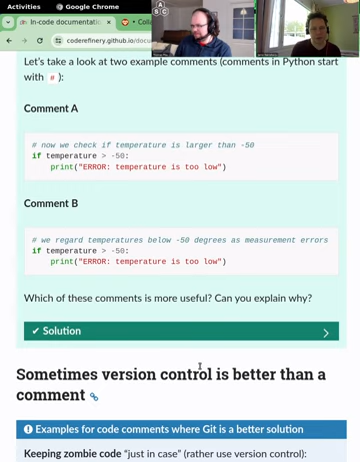 Activities Google Chrome
In-code documentati
Colla
coderefinery.github.io/docu
Let's take a look at two example comments (comments in Python start
with # ):
Comment A
# now we check if temperature is larger than -50
if temperature > -50:
print("ERROR: temperature is too low")
Comment B
# we regard temperatures below -50 degrees as measurement errors
if temperature > -50:
print("ERROR: temperature is too low")
Which of these comments is more useful? Can you explain why?
✔ Solution
Sometimes version control is better than a
comment
Examples for code comments where Git is a better solution
Keeping zombie code "just in case" (rather use version control):